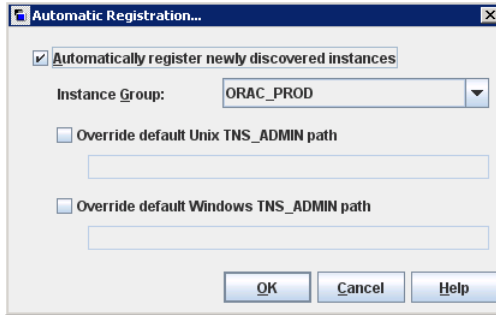 Automatic Registration...
Automatically register newly discovered instances
Instance Group: ORAC_PROD
Override default Unix TNS_ADMIN path
Override default Windows TNS_ADMIN path
OK Cancel Help